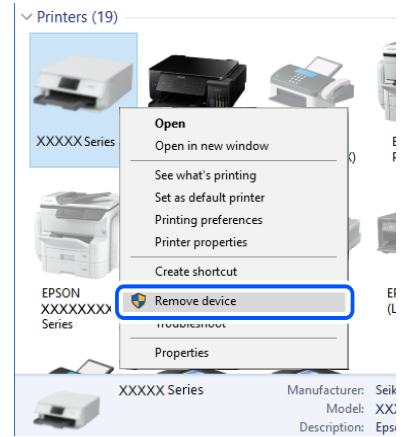 Printers (19)
XXXXX Series
Open
Open in new window
See what's printing
Set as default printer
Printing preferences
Printer properties
Create shortcut
Remove device
Troubleshoot
Properties
EPSON
XXXXXXXX
Series
XXXXX Series
Manufacturer:
Model:
Description: